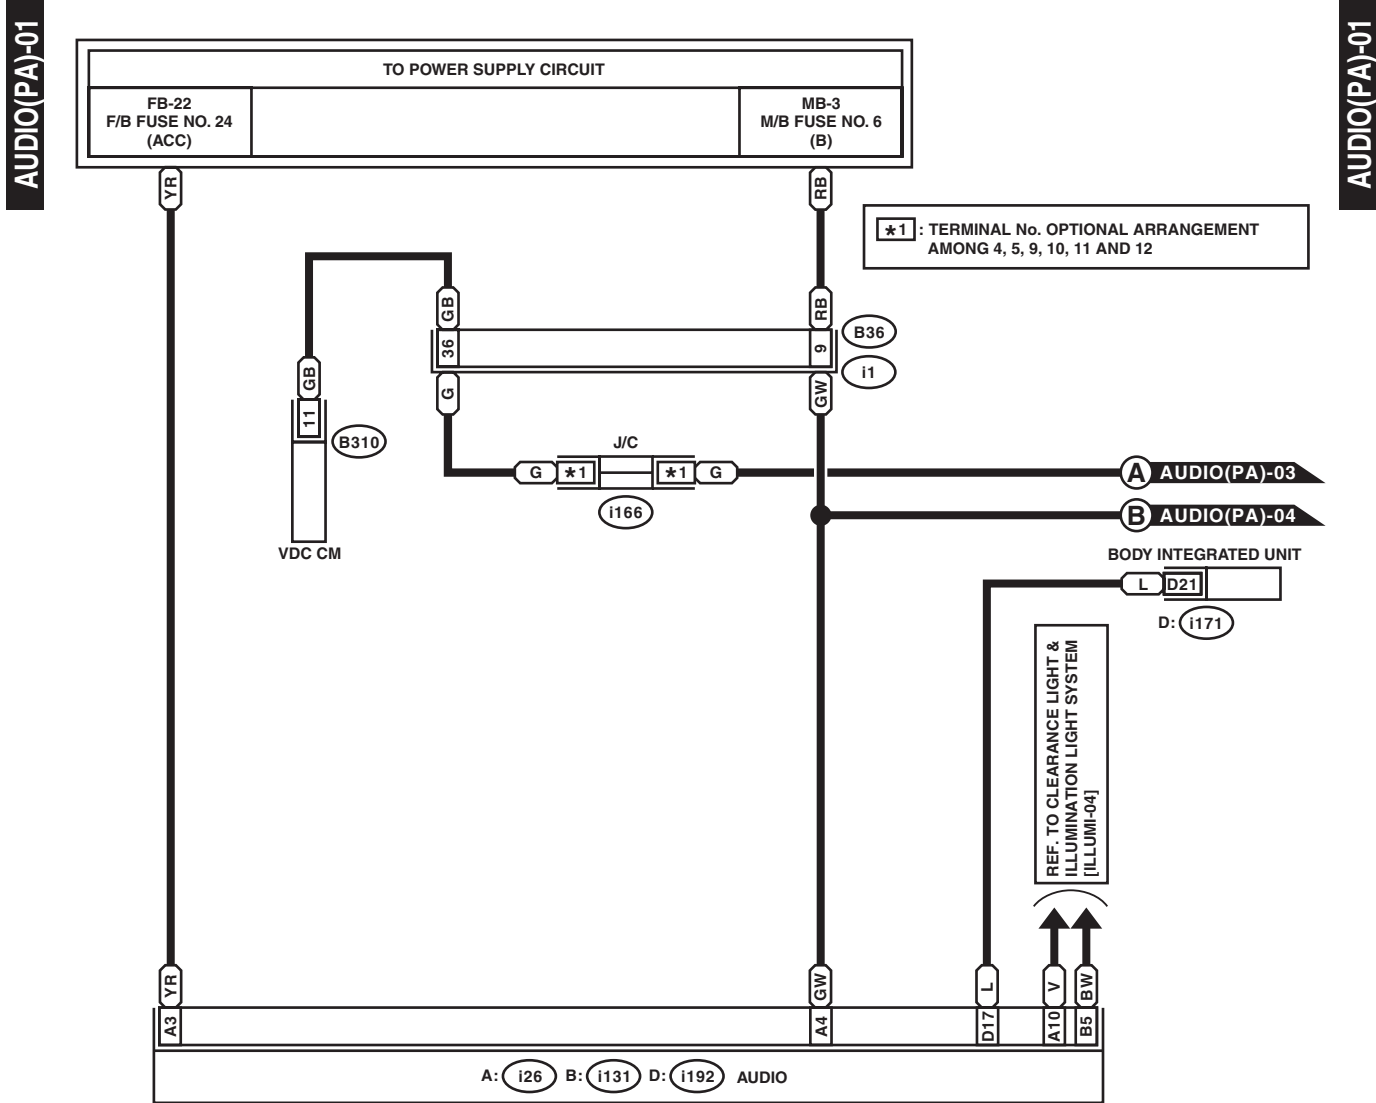 AUDIO(PA)-01
AUDIO(PA)-01
TO POWER SUPPLY CIRCUIT
FB-22
F/B FUSE NO. 24
(ACC)
MB-3
M/B FUSE NO. 6
(B)
YR
RB
*1 : TERMINAL No. OPTIONAL ARRANGEMENT
AMONG 4, 5, 9, 10, 11 AND 12
GB
RB
36
9
B36
i1
GB
G
GW
11
B310
J/C
G
*1
*1
G
A AUDIO(PA)-03
i166
B AUDIO(PA)-04
VDC CM
BODY INTEGRATED UNIT
L
D21
D: i171
REF. TO CLEARANCE LIGHT &
ILLUMINATION LIGHT SYSTEM
[ILLUMI-04]
YR
GW
L
V
BW
A3
A4
D17
A10
B5
A: i26 B: i131 D: i192 AUDIO